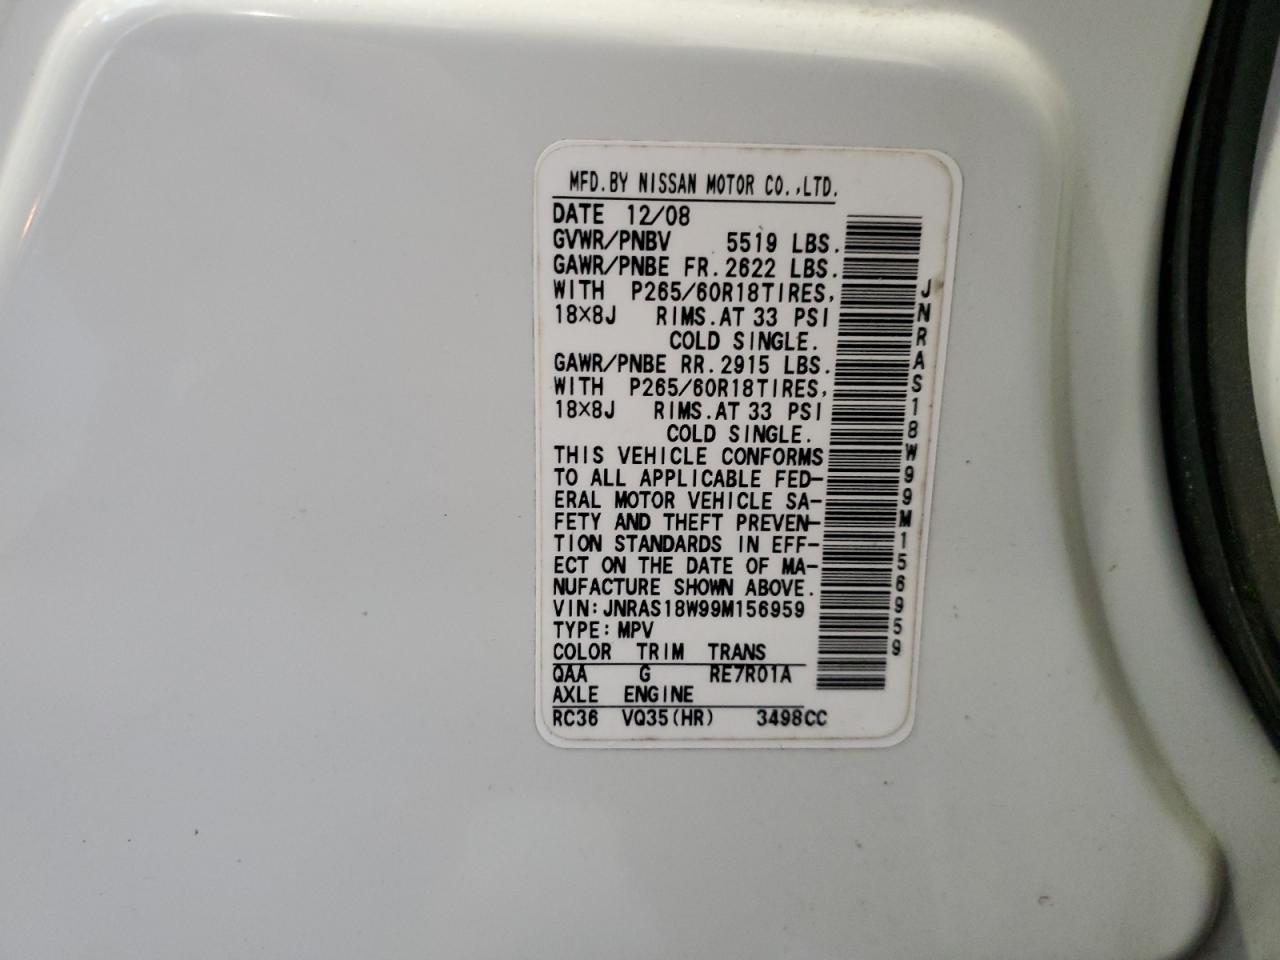 MFD.BY NISSAN MOTOR CO.,LTD.
DATE 12/08
GVWR/PNBV 5519 LBS.
GAWR/PNBE FR. 2622 LBS.
WITH P265/60R18TIRES,
18×8J RIMS.AT 33 PSI
COLD SINGLE.
GAWR/PNBE RR. 2915 LBS.
WITH P265/60R18TIRES,
18×8J RIMS.AT 33 PSI
COLD SINGLE.
THIS VEHICLE CONFORMS
TO ALL APPLICABLE FED-
ERAL MOTOR VEHICLE SA-
FETY AND THEFT PREVEN-
TION STANDARDS IN EFF-
ECT ON THE DATE OF MA-
NUFACTURE SHOWN ABOVE.
VIN:JNRAS18W99M156959
TYPE:MPV
COLOR TRIM TRANS
QAA G RE7R01A
AXLE ENGINE
RC36 VQ35(HR) 3498CC
JNRAS18W99M156959